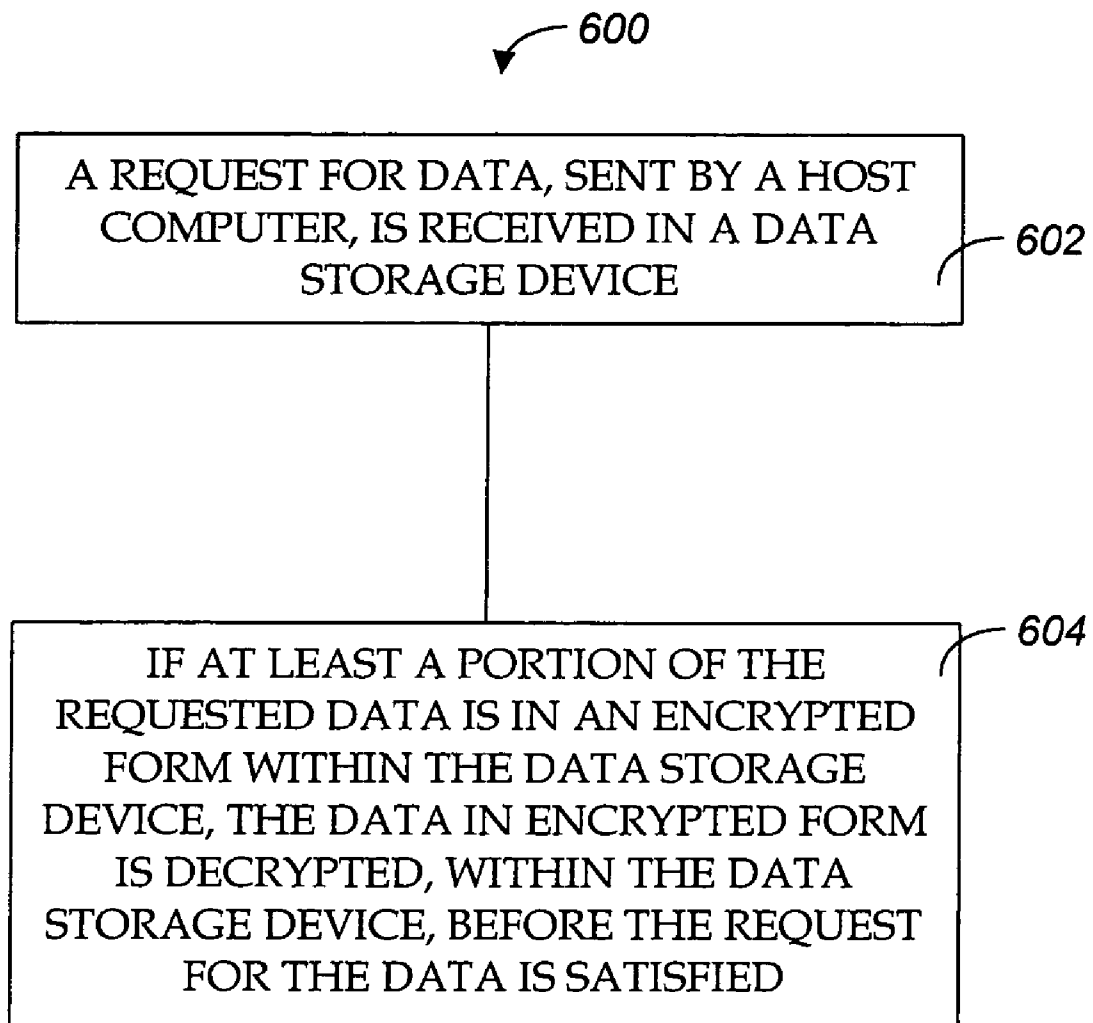 600
A REQUEST FOR DATA, SENT BY A HOST
COMPUTER, IS RECEIVED IN A DATA
STORAGE DEVICE
602
604
IF AT LEAST A PORTION OF THE
REQUESTED DATA IS IN AN ENCRYPTED
FORM WITHIN THE DATA STORAGE
DEVICE, THE DATA IN ENCRYPTED FORM
IS DECRYPTED, WITHIN THE DATA
STORAGE DEVICE, BEFORE THE REQUEST
FOR THE DATA IS SATISFIED